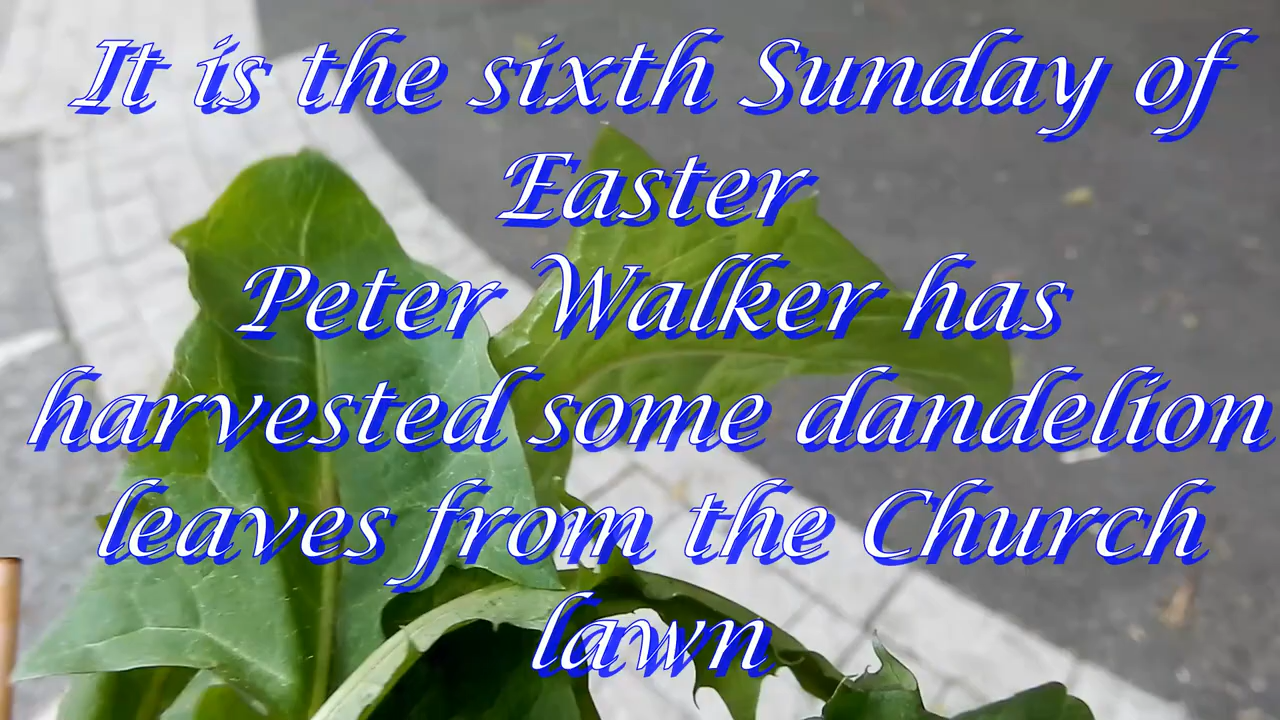 It is the sixth Sunday of
Easter
Peter Walker has
harvested some dandelion
leaves from the Church
lawn